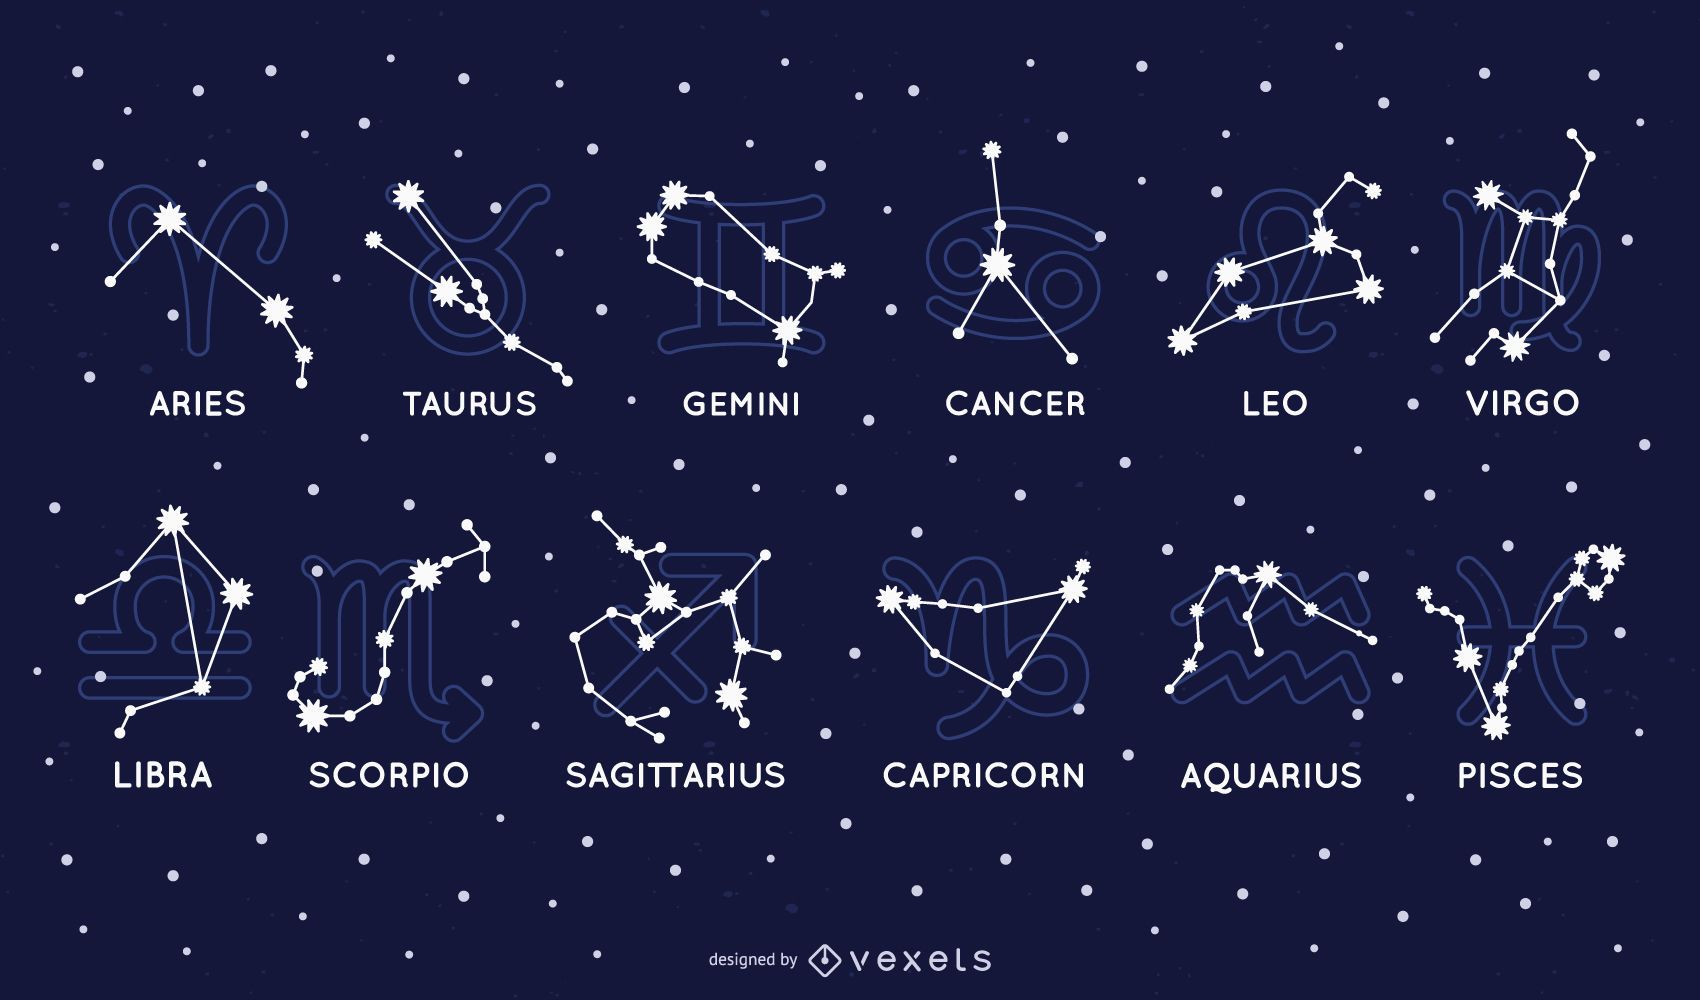 ARIES
TAURUS
GEMINI
CANCER
LEO
VIRGO
LIBRA
SCORPIO
SAGITTARIUS
CAPRICORN
AQUARIUS
PISCES
designed by vexels